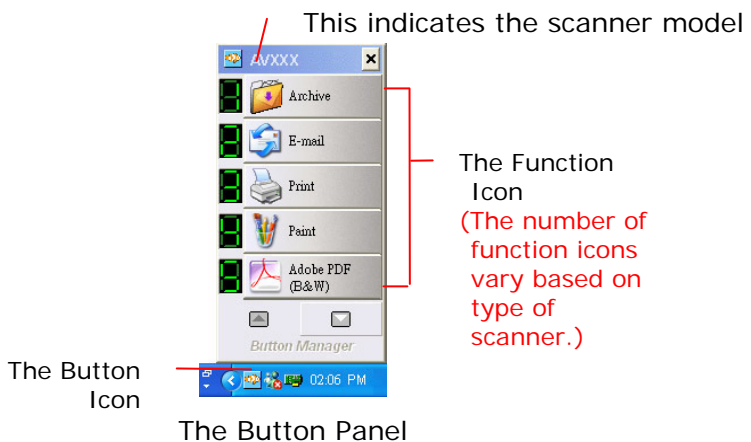 This indicates the scanner model
AVXXX
Archive
E-mail
Print
Paint
Adobe PDF
(B&W)
Button Manager
02:06 PM
The Function
Icon
(The number of
function icons
vary based on
type of
scanner.)
The Button
Icon
The Button Panel